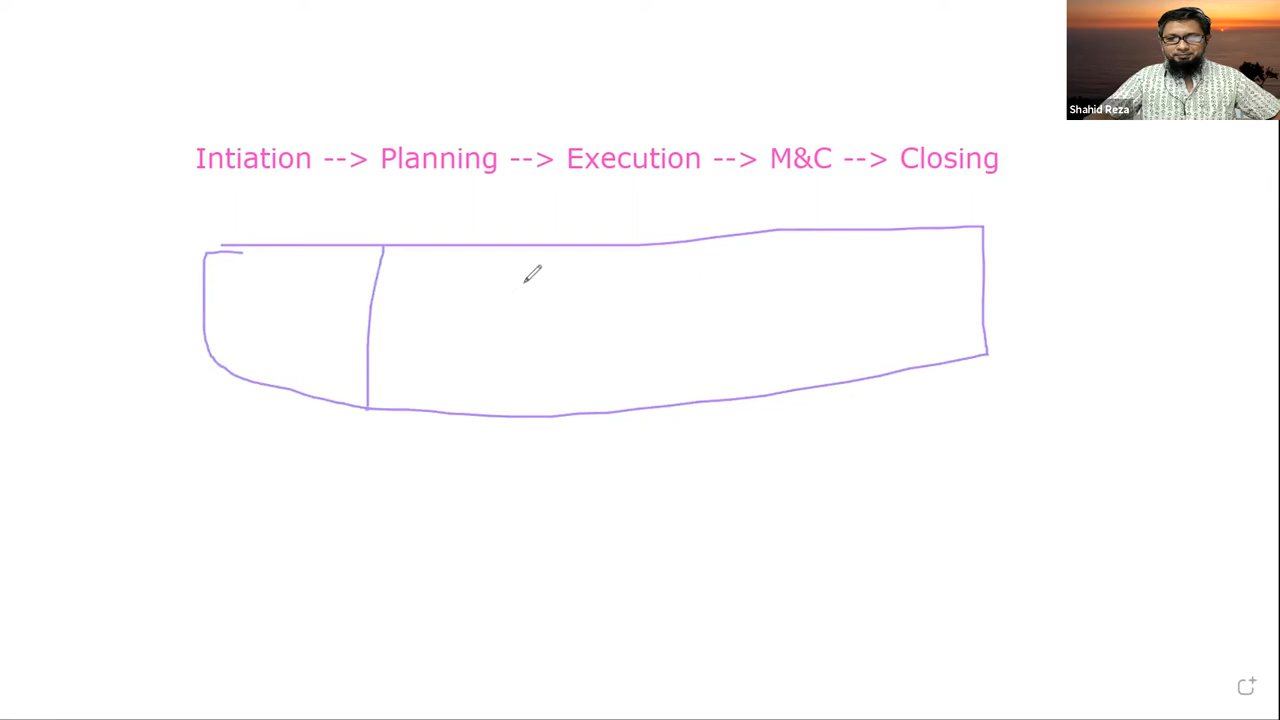 Shahid Reza
Intiation --> Planning --> Execution --> M&C --> Closing